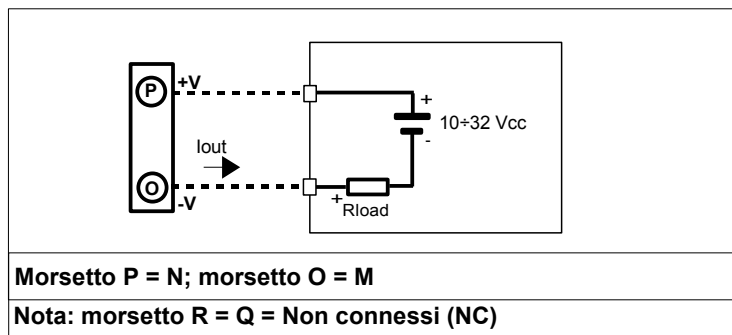 P
+V
+
10÷32 Vcc
-
Iout
O
-V
+
Rload
Morsetto P = N; morsetto O = M
Nota: morsetto R = Q = Non connessi (NC)